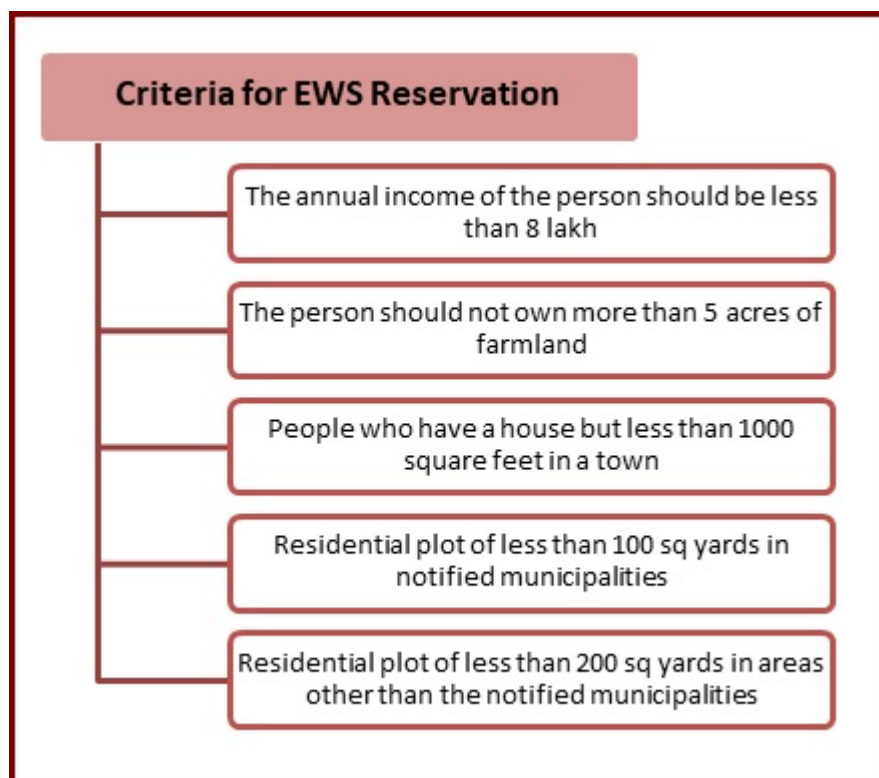 Criteria for EWS Reservation
The annual income of the person should be less
than 8 lakh
The person should not own more than 5 acres of
farmland
People who have a house but less than 1000
square feet in a town
Residential plot of less than 100 sq yards in
notified municipalities
Residential plot of less than 200 sq yards in areas
other than the notified municipalities